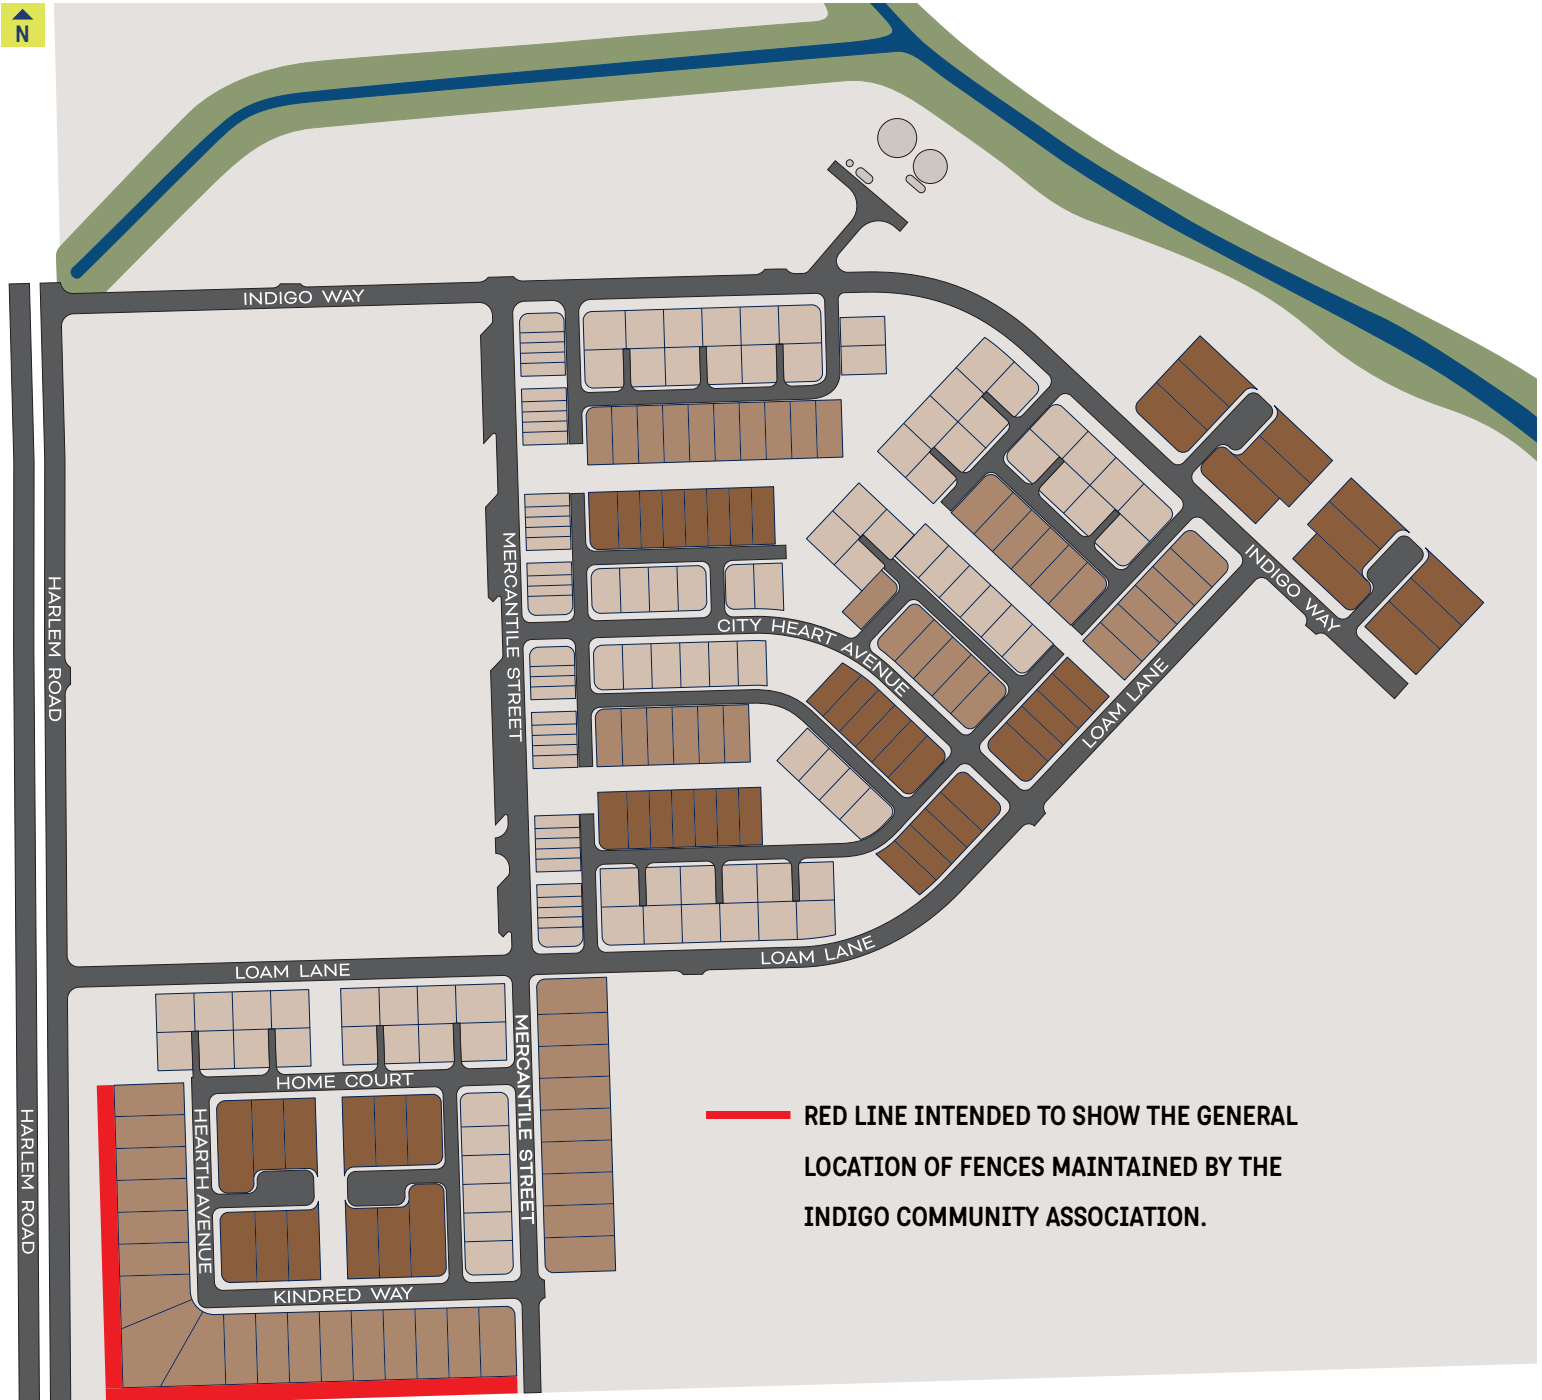 N
INDIGO WAY
HARLEM ROAD
MERCANTILE STREET
CITY HEART AVENUE
INDIGO WAY
LOAM LANE
LOAM LANE
LOAM LANE
HOME COURT
MERCANTILE STREET
HEARTH AVENUE
HARLEM ROAD
KINDRED WAY
RED LINE INTENDED TO SHOW THE GENERAL
LOCATION OF FENCES MAINTAINED BY THE
INDIGO COMMUNITY ASSOCIATION.